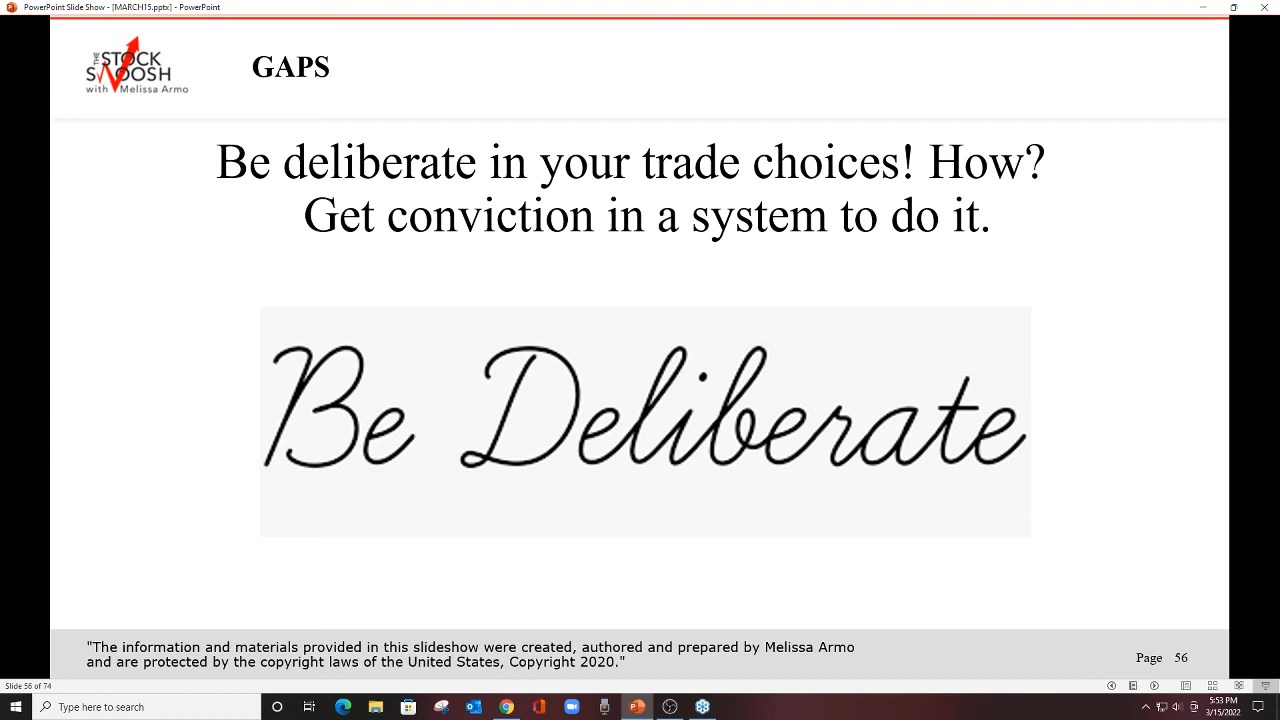 PowerPoint Slide Show - [MARCH15.pptx] - PowerPoint
THE
STOCK
SWOOSH
with Melissa Armo
GAPS
Be deliberate in your trade choices! How?
Get conviction in a system to do it.
Be Deliberate
"The information and materials provided in this slideshow were created, authored and prepared by Melissa Armo
and are protected by the copyright laws of the United States, Copyright 2020."
Page 56
Slide 56 of 74
Type here to search
5:53 PM
3/15/2022